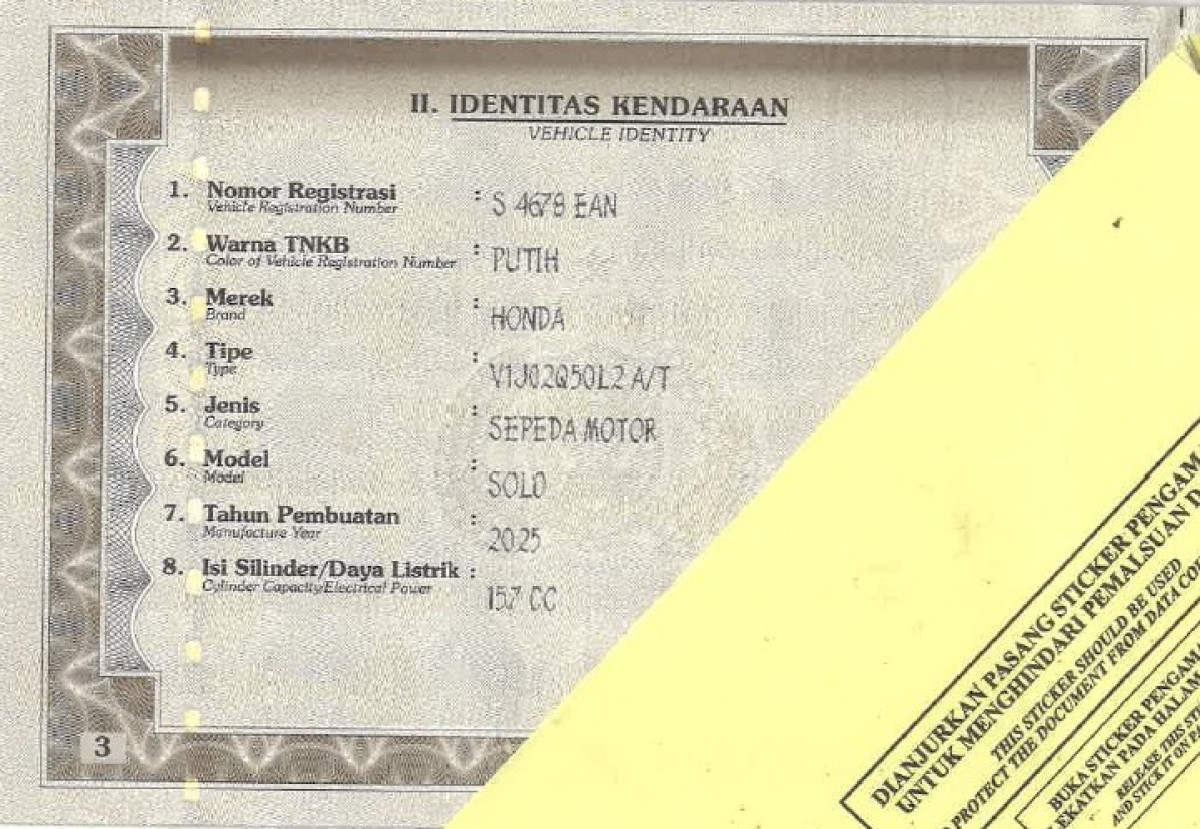 II. IDENTITAS KENDARAAN
VEHICLE IDENTITY
1. Nomor Registrasi : S 4678 EAN
Vehicle Registration Number
2. Warna TNKB : PUTIH
Color of Vehicle Registration Number
3. Merek : HONDA
Brand
4. Tipe : V1J02Q50L2 A/T
Type
5. Jenis : SEPEDA MOTOR
Category
6. Model : SOLO
Model
7. Tahun Pembuatan : 2025
Manufacture Year
8. Isi Silinder/Daya Listrik : 157 CC
Cylinder Capacity/Electrical Power
3
DIANJURKAN PASANG STICKER PENGAM
UNTUK MENGHINDARI PEMALSUAN D
THIS STICKER SHOULD BE USED
PROTECT THE DOCUMENT FROM DATA CO
BUKA STICKER PENGAMA
EKATKAN PADA HALAM
RELEASE THIS S
AND STICK IT ON